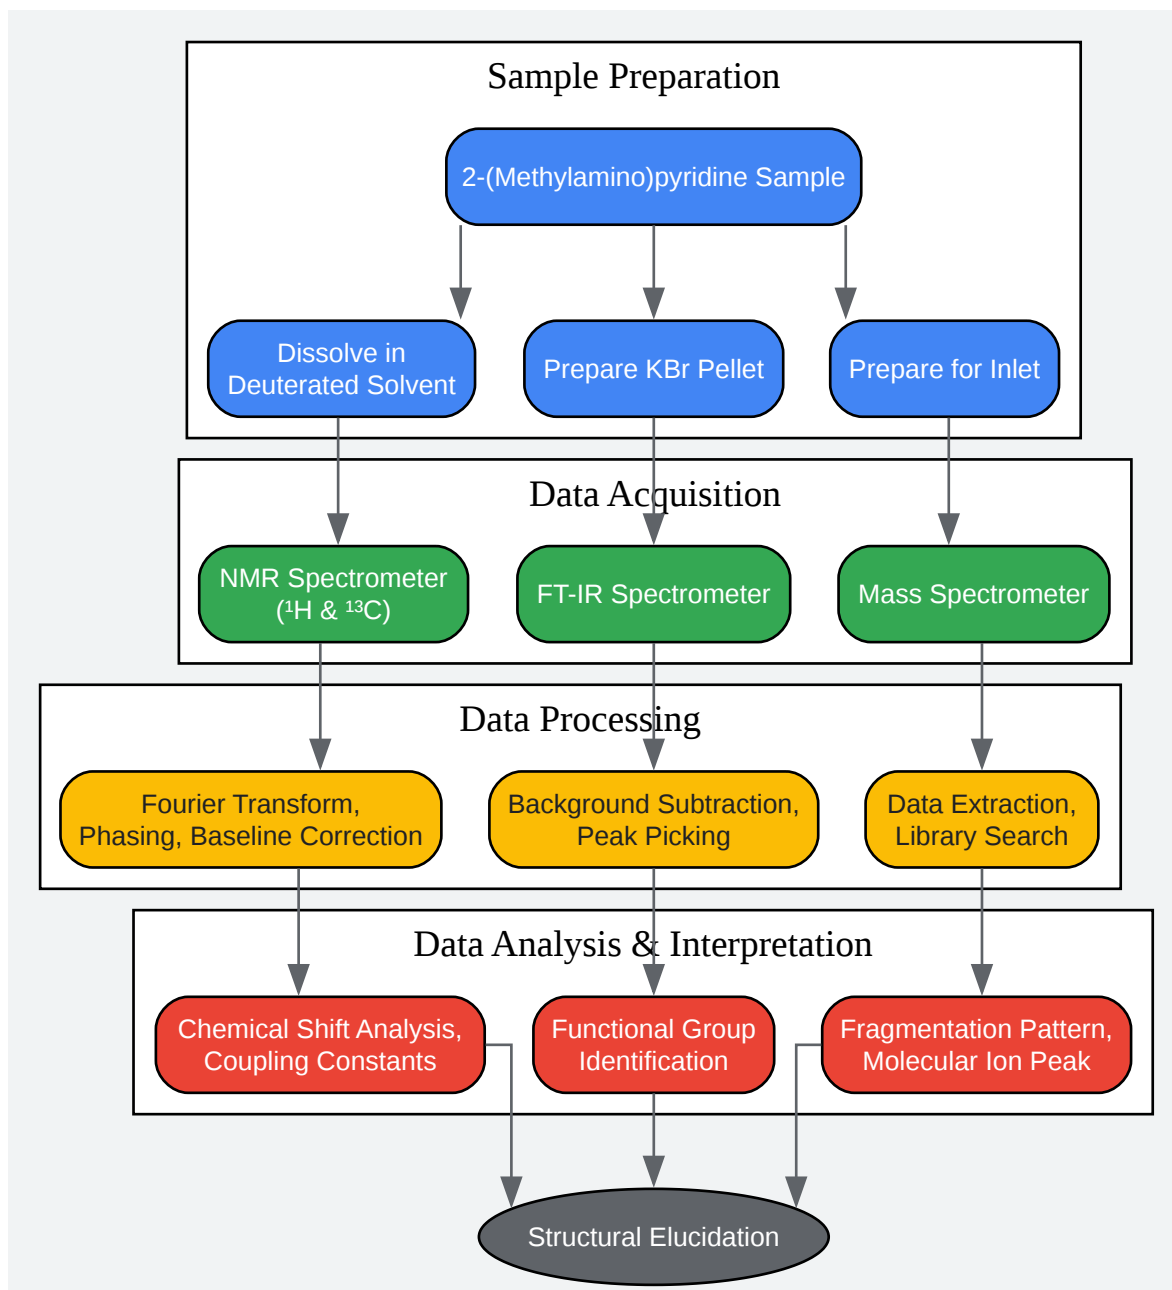 Sample Preparation
2-(Methylamino)pyridine Sample
Dissolve in
Deuterated Solvent
Prepare KBr Pellet
Prepare for Inlet
Data Acquisition
NMR Spectrometer
(¹H & ¹³C)
FT-IR Spectrometer
Mass Spectrometer
Data Processing
Fourier Transform,
Phasing, Baseline Correction
Background Subtraction,
Peak Picking
Data Extraction,
Library Search
Data Analysis & Interpretation
Chemical Shift Analysis,
Coupling Constants
Functional Group
Identification
Fragmentation Pattern,
Molecular Ion Peak
Structural Elucidation